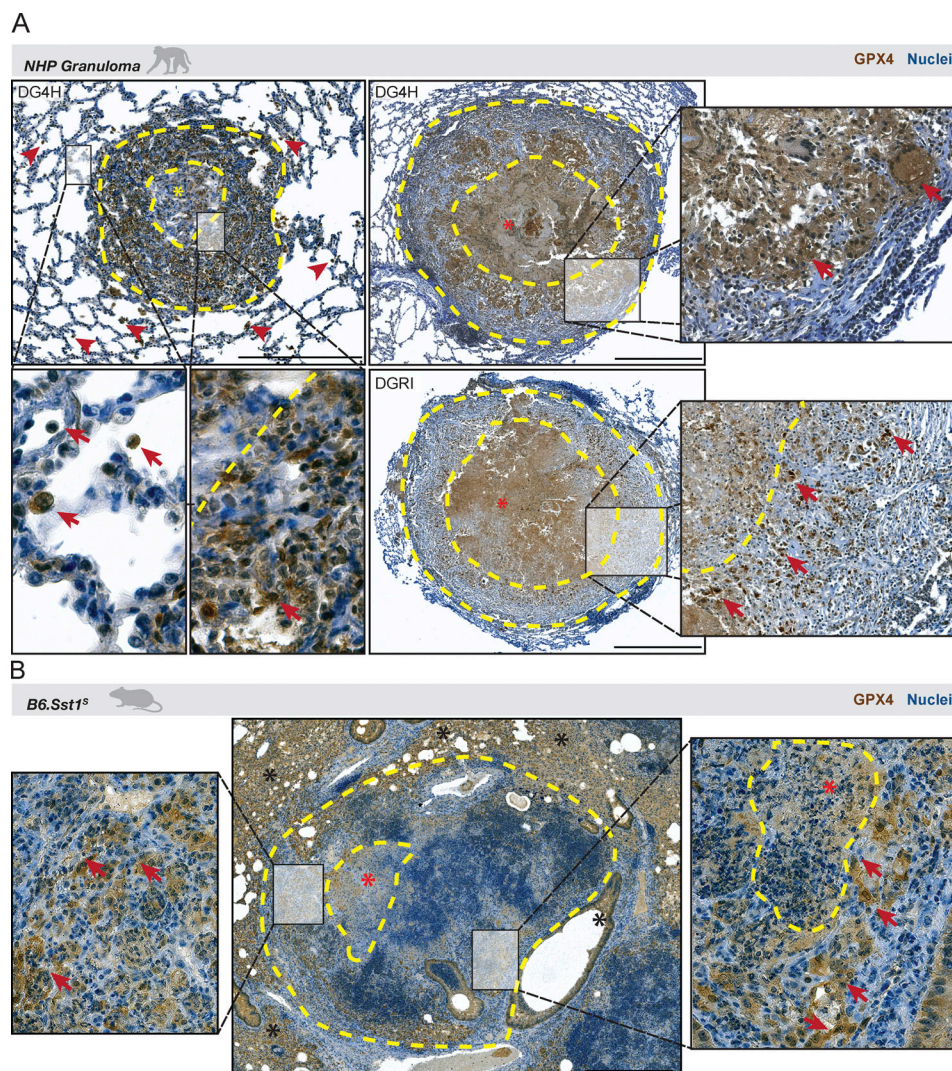 A
NHP Granuloma
GPX4 Nuclei
DG4H
DG4H
DGRI
B
B6.Sst1ˢ
GPX4 Nuclei